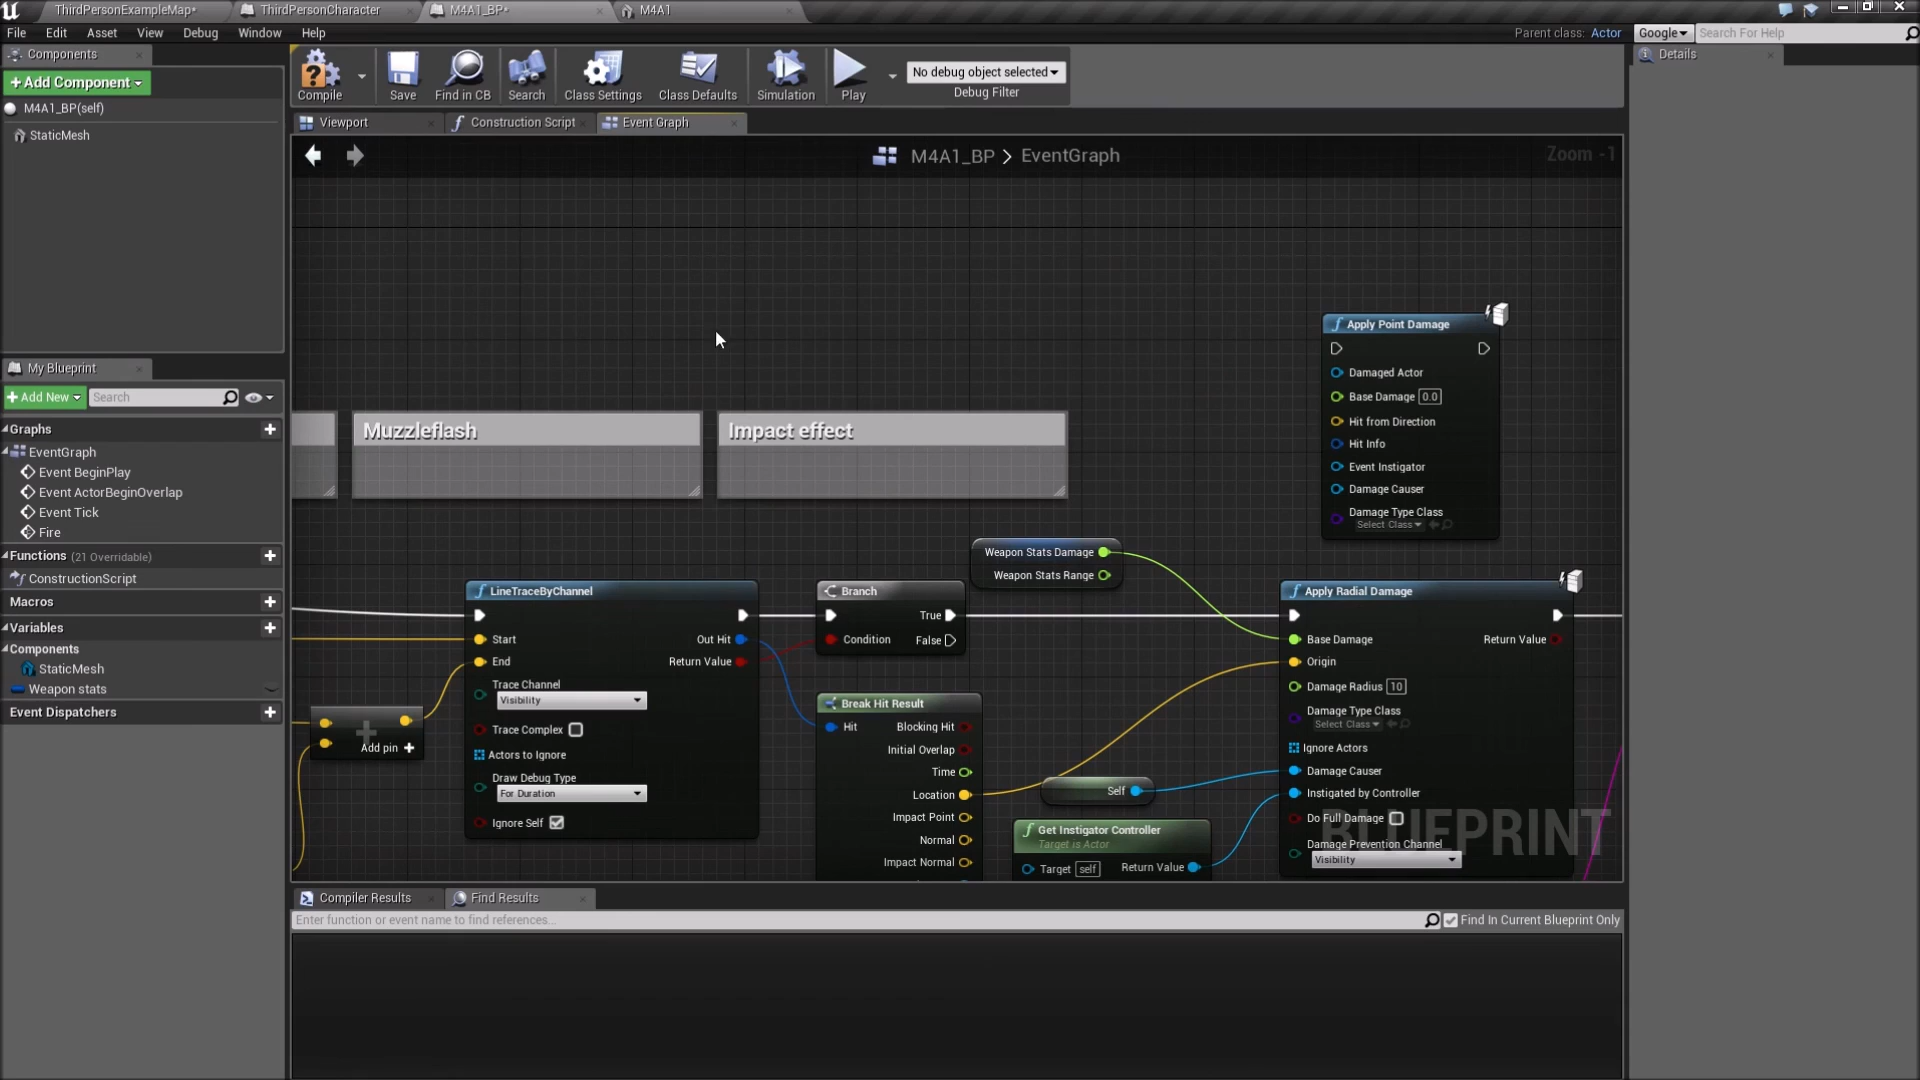 ThirdPersonExampleMap*
ThirdPersonCharacter
M4A1_BP*
M4A1
File Edit Asset View Debug Window Help
Parent class: Actor
Google
Search For Help
Components
Details
+Add Component
M4A1_BP(self)
StaticMesh
Compile
Save
Find in CB
Search
Class Settings
Class Defaults
Simulation
Play
No debug object selected
Debug Filter
Viewport
Construction Script
Event Graph
M4A1_BP > EventGraph
Zoom -1
My Blueprint
+Add New
Search
Graphs
EventGraph
Event BeginPlay
Event ActorBeginOverlap
Event Tick
Fire
Functions (21 Overridable)
ConstructionScript
Macros
Variables
Components
StaticMesh
Weapon stats
Event Dispatchers
Muzzleflash
Impact effect
Apply Point Damage
Damaged Actor
Base Damage 0.0
Hit from Direction
Hit Info
Event Instigator
Damage Causer
Damage Type Class
Select Class
Weapon Stats Damage
Weapon Stats Range
LineTraceByChannel
Start
Out Hit
End
Return Value
Trace Channel
Visibility
Trace Complex
Actors to Ignore
Draw Debug Type
For Duration
Ignore Self
Add pin +
Branch
True
Condition
False
Break Hit Result
Hit
Blocking Hit
Initial Overlap
Time
Location
Impact Point
Normal
Impact Normal
Self
Get Instigator Controller
Target is Actor
Target self
Return Value
Apply Radial Damage
Base Damage
Return Value
Origin
Damage Radius 10
Damage Type Class
Select Class
Ignore Actors
Damage Causer
Instigated by Controller
Do Full Damage
Damage Prevention Channel
Visibility
BLUEPRINT
Compiler Results
Find Results
Enter function or event name to find references...
Find In Current Blueprint Only